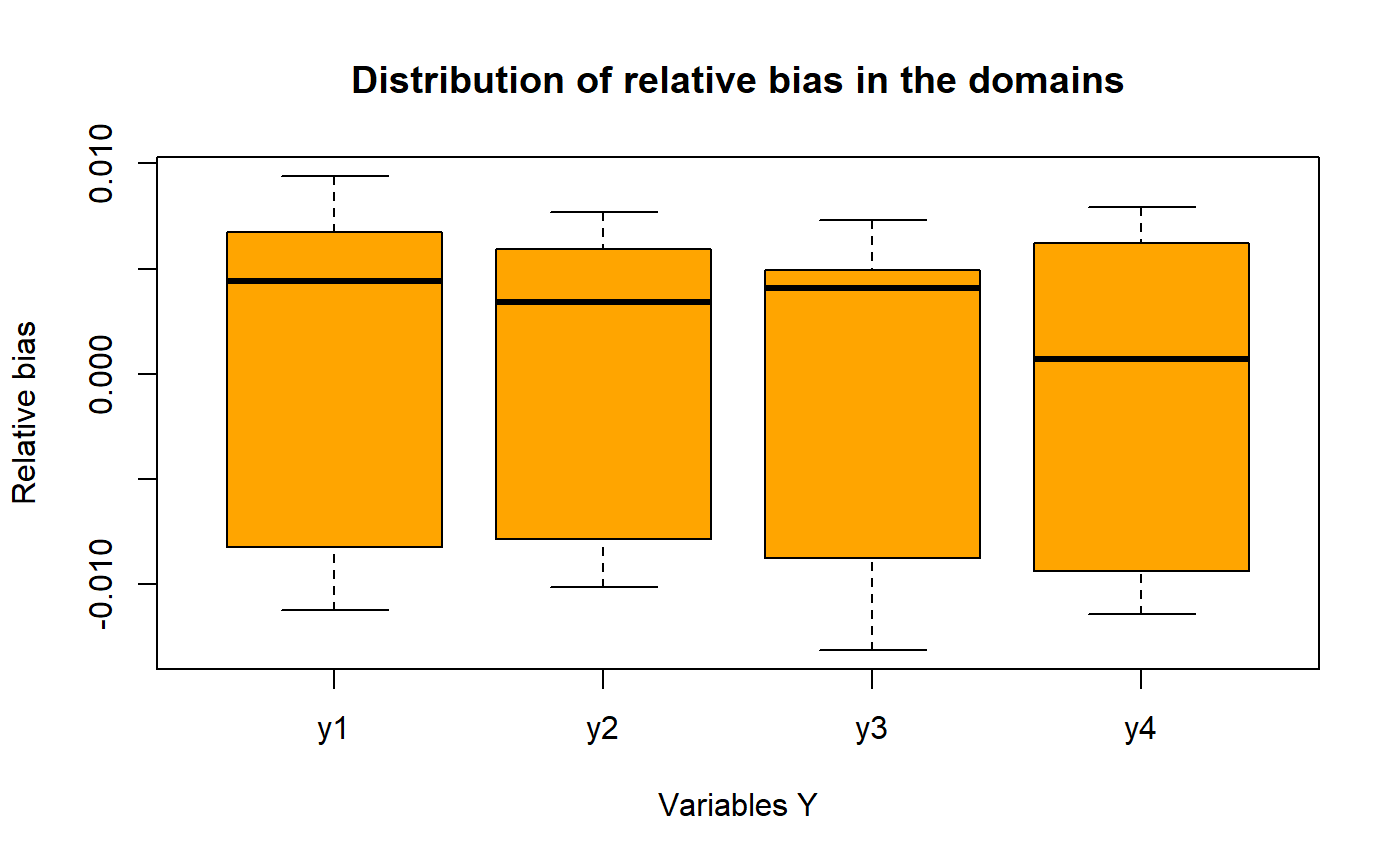 Distribution of relative bias in the domains
Relative bias
0.010
0.000
-0.010
y1 y2 y3 y4
Variables Y